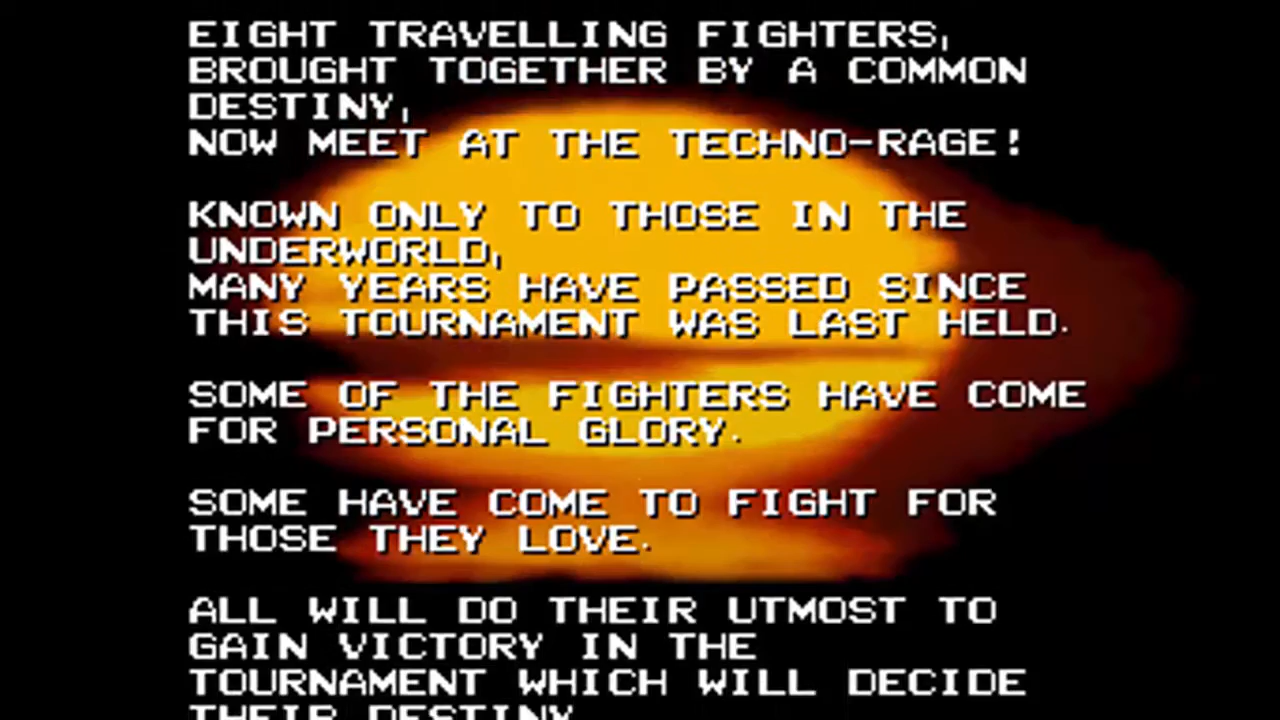 EIGHT TRAVELLING FIGHTERS,
BROUGHT TOGETHER BY A COMMON
DESTINY,
NOW MEET AT THE TECHNO-RAGE!
KNOWN ONLY TO THOSE IN THE
UNDERWORLD,
MANY YEARS HAVE PASSED SINCE
THIS TOURNAMENT WAS LAST HELD.
SOME OF THE FIGHTERS HAVE COME
FOR PERSONAL GLORY.
SOME HAVE COME TO FIGHT FOR
THOSE THEY LOVE.
ALL WILL DO THEIR UTMOST TO
GAIN VICTORY IN THE
TOURNAMENT WHICH WILL DECIDE
THEIR DESTINY